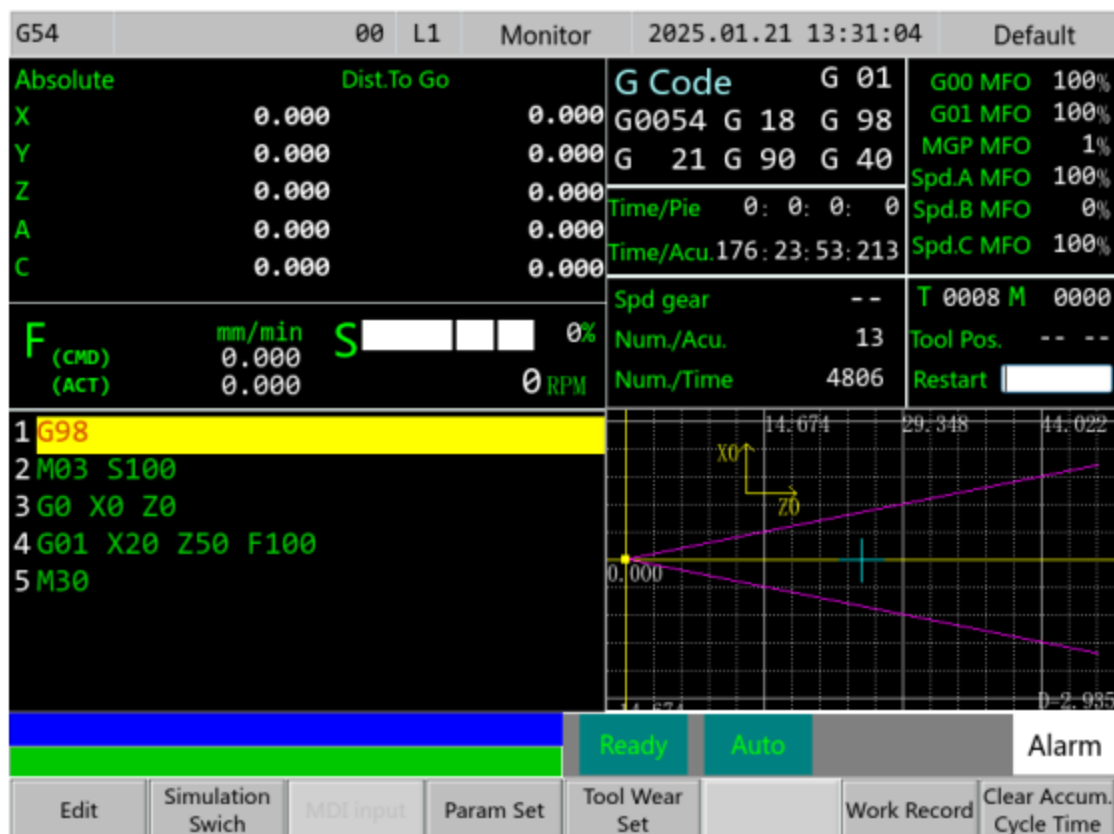 G54 00 L1 Monitor 2025.01.21 13:31:04 Default
Absolute Dist.To Go
X 0.000 0.000
Y 0.000 0.000
Z 0.000 0.000
A 0.000 0.000
C 0.000 0.000
G Code G 01
G0054 G 18 G 98
G 21 G 90 G 40
G00 MFO 100%
G01 MFO 100%
MGP MFO 1%
Spd.A MFO 100%
Spd.B MFO 0%
Spd.C MFO 100%
Time/Pie 0: 0: 0: 0
Time/Acu.176:23:53:213
F mm/min S 0%
(CMD) 0.000
(ACT) 0.000 0 RPM
Spd gear --
Num./Acu. 13
Num./Time 4806
T 0008 M 0000
Tool Pos. -- --
Restart
1 G98
2 M03 S100
3 G0 X0 Z0
4 G01 X20 Z50 F100
5 M30
14.674 29.348 44.022
X0
Z0
0.000
D-2.935
Ready Auto Alarm
Edit
Simulation
Swich
MDI input
Param Set
Tool Wear
Set
Work Record
Clear Accum.
Cycle Time